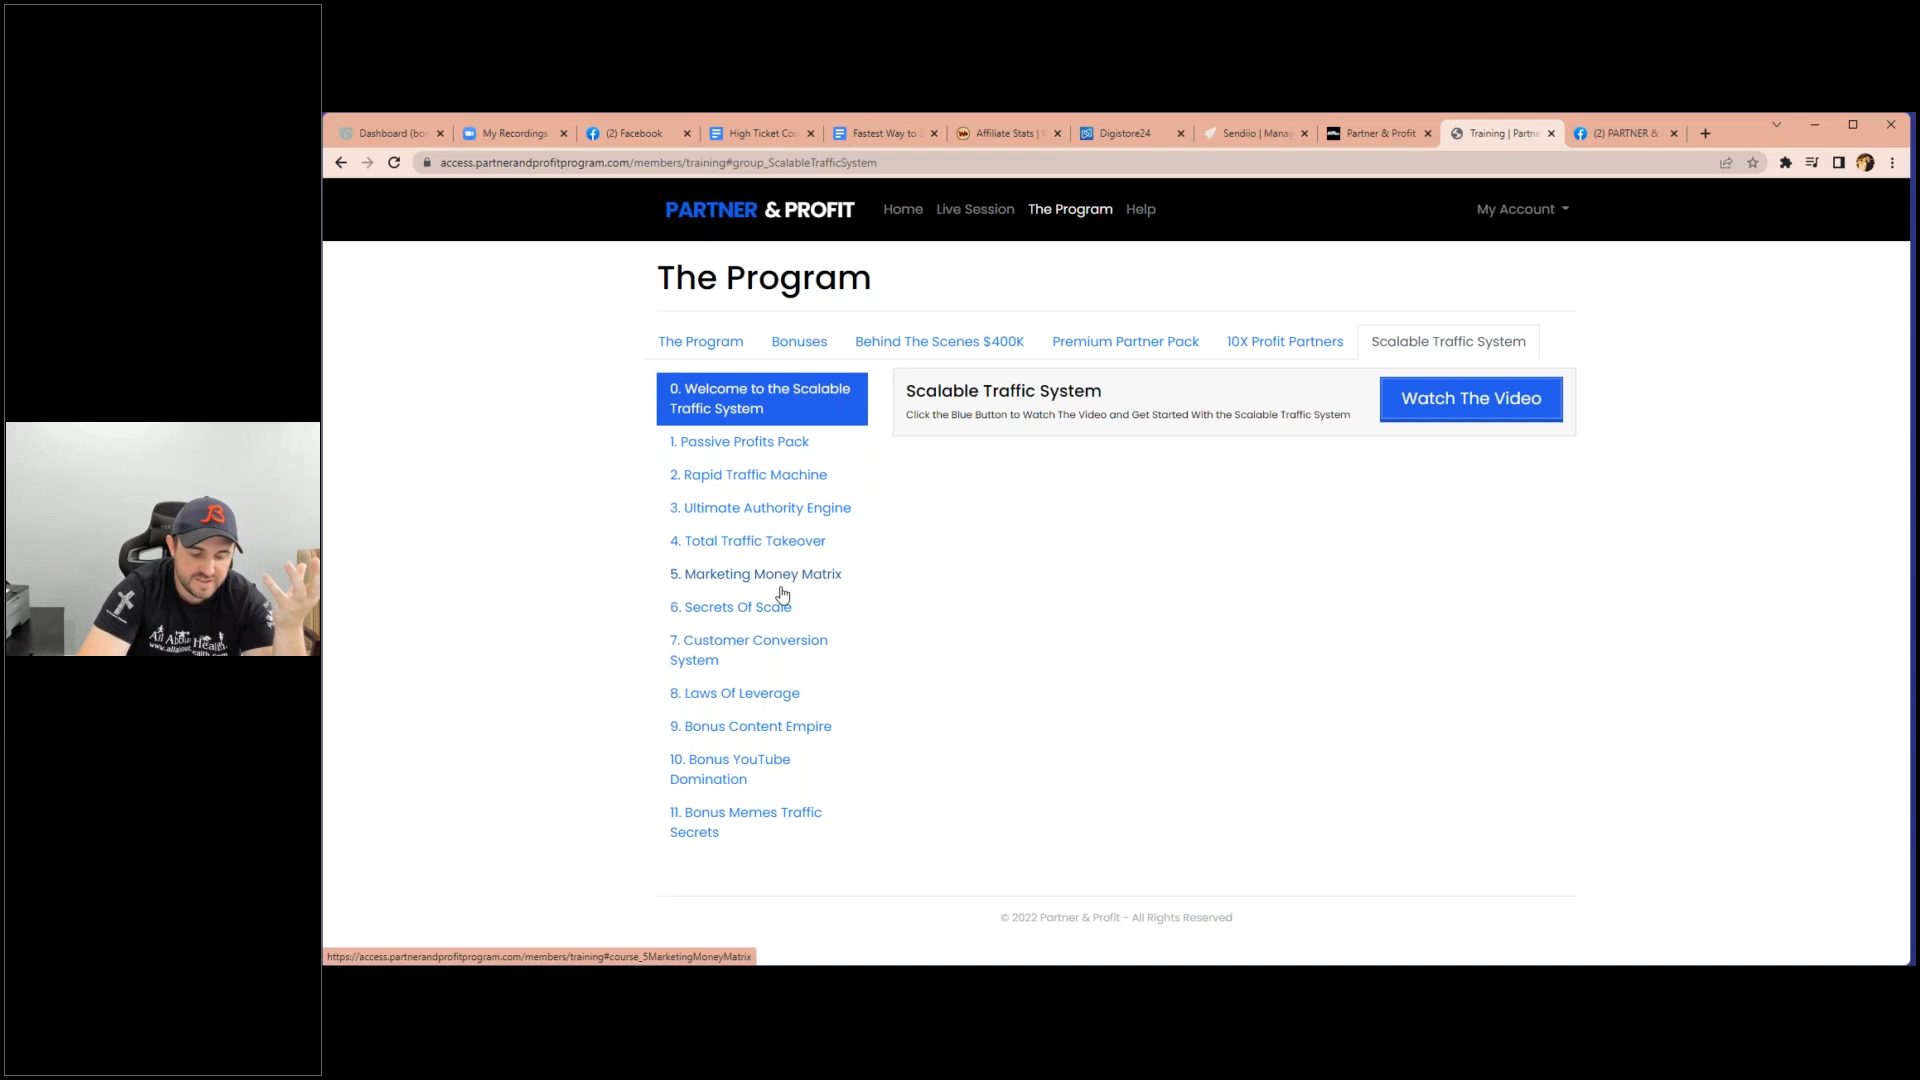 Dashboard (bor
My Recordings
(2) Facebook
High Ticket Cou
Fastest Way to
Affiliate Stats |
Digistore24
Sendiio | Mana
Partner & Profit
Training | Partne
(2) PARTNER &
access.partnerandprofitprogram.com/members/training#group_ScalableTrafficSystem
PARTNER & PROFIT
Home
Live Session
The Program
Help
My Account
The Program
The Program
Bonuses
Behind The Scenes $400K
Premium Partner Pack
10X Profit Partners
Scalable Traffic System
0. Welcome to the Scalable
Traffic System
1. Passive Profits Pack
2. Rapid Traffic Machine
3. Ultimate Authority Engine
4. Total Traffic Takeover
5. Marketing Money Matrix
6. Secrets Of Scale
7. Customer Conversion
System
8. Laws Of Leverage
9. Bonus Content Empire
10. Bonus YouTube
Domination
11. Bonus Memes Traffic
Secrets
Scalable Traffic System
Click the Blue Button to Watch The Video and Get Started With the Scalable Traffic System
Watch The Video
B
All About Health
© 2022 Partner & Profit - All Rights Reserved
https://access.partnerandprofitprogram.com/members/training#course_5MarketingMoneyMatrix